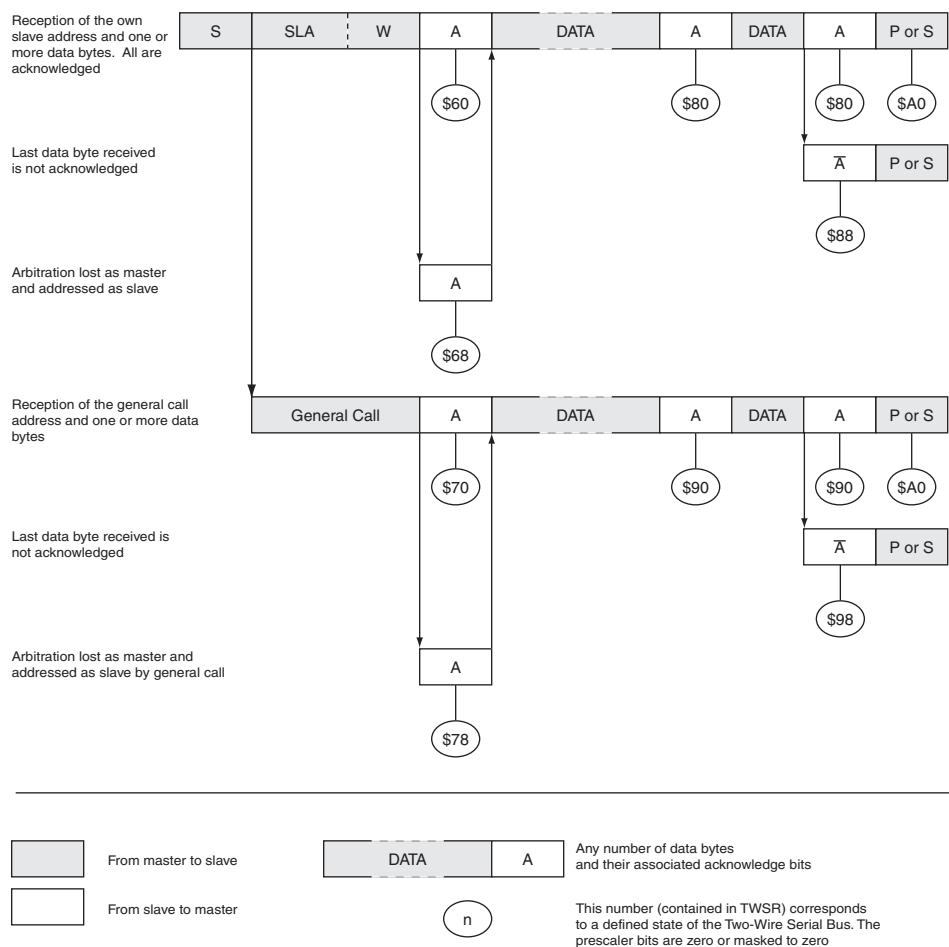 Reception of the own
slave address and one or
more data bytes. All are
acknowledged
S SLA W A DATA A DATA A P or S
$60 $80 $80 $A0
Last data byte received
is not acknowledged
A̅ P or S
$88
Arbitration lost as master
and addressed as slave
A
$68
Reception of the general call
address and one or more data
bytes
General Call A DATA A DATA A P or S
$70 $90 $90 $A0
Last data byte received is
not acknowledged
A̅ P or S
$98
Arbitration lost as master and
addressed as slave by general call
A
$78
From master to slave
DATA A
Any number of data bytes
and their associated acknowledge bits
From slave to master
n
This number (contained in TWSR) corresponds
to a defined state of the Two-Wire Serial Bus. The
prescaler bits are zero or masked to zero